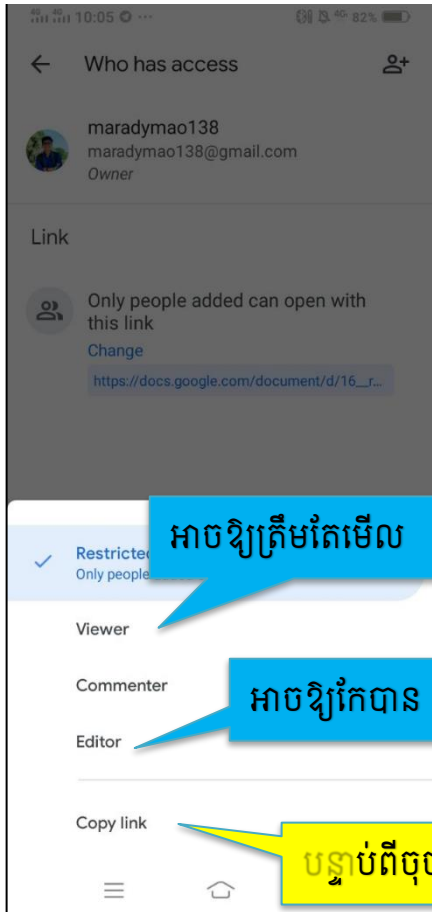 10:05
4G 82%
Who has access
maradymao138
maradymao138@gmail.com
Owner
Link
Only people added can open with
this link
Change
https://docs.google.com/document/d/16__r...
អាចឱ្យត្រឹមតែមើល
Restricted
Only people
Viewer
Commenter
អាចឱ្យកែបាន
Editor
Copy link
បន្ទាប់ពីចុច